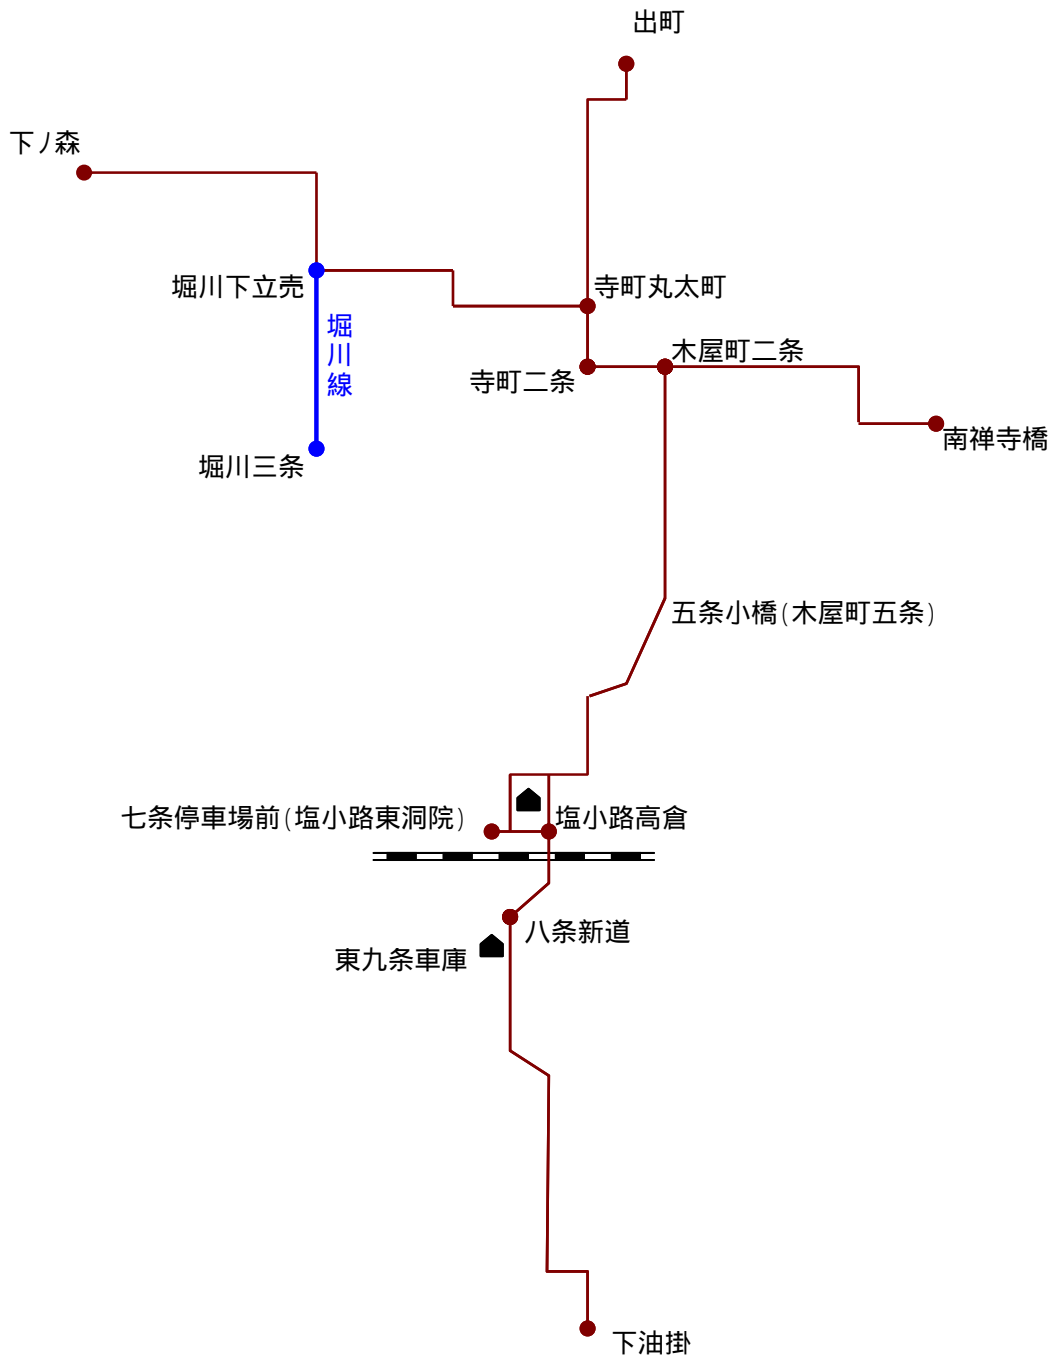 出町
下ノ森
堀川下立売
寺町丸太町
堀川線
木屋町二条
寺町二条
南禅寺橋
堀川三条
五条小橋(木屋町五条)
七条停車場前(塩小路東洞院)
塩小路高倉
八条新道
東九条車庫
下油掛